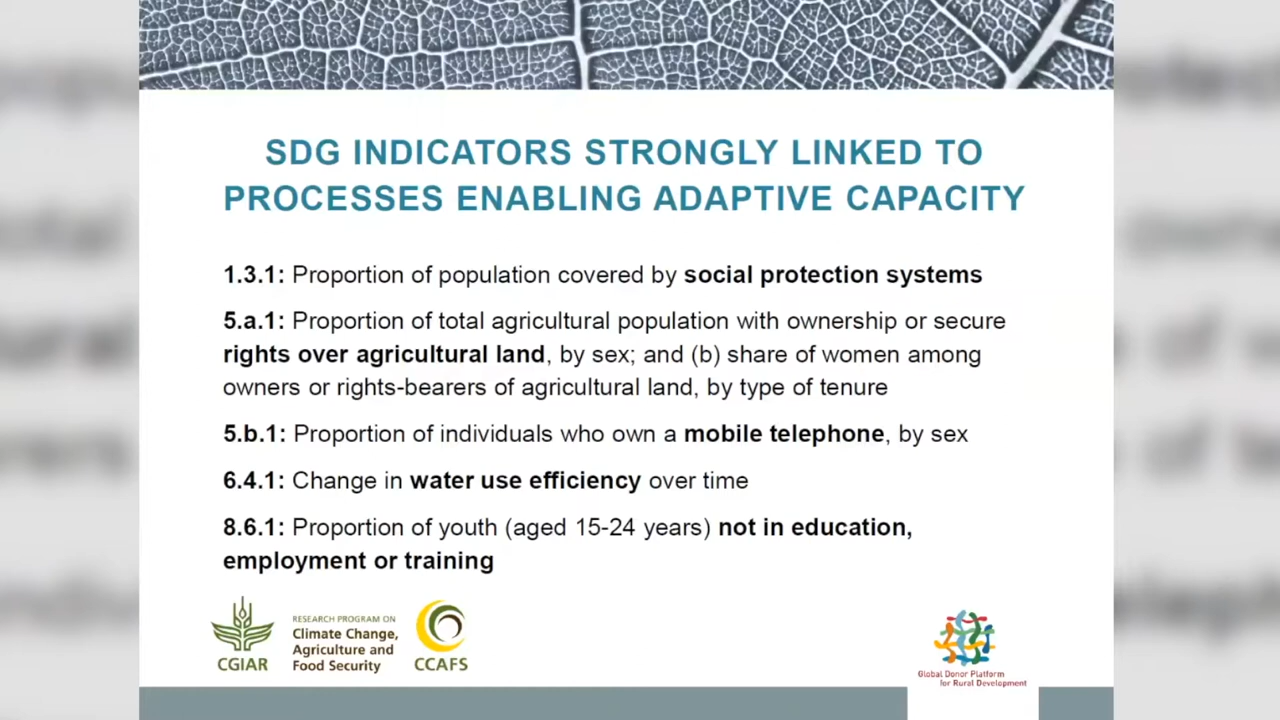 SDG INDICATORS STRONGLY LINKED TO
PROCESSES ENABLING ADAPTIVE CAPACITY
1.3.1: Proportion of population covered by social protection systems
5.a.1: Proportion of total agricultural population with ownership or secure
rights over agricultural land, by sex; and (b) share of women among
owners or rights-bearers of agricultural land, by type of tenure
5.b.1: Proportion of individuals who own a mobile telephone, by sex
6.4.1: Change in water use efficiency over time
8.6.1: Proportion of youth (aged 15-24 years) not in education,
employment or training
CGIAR
RESEARCH PROGRAM ON
Climate Change,
Agriculture and
Food Security
CCAFS
Global Donor Platform
for Rural Development